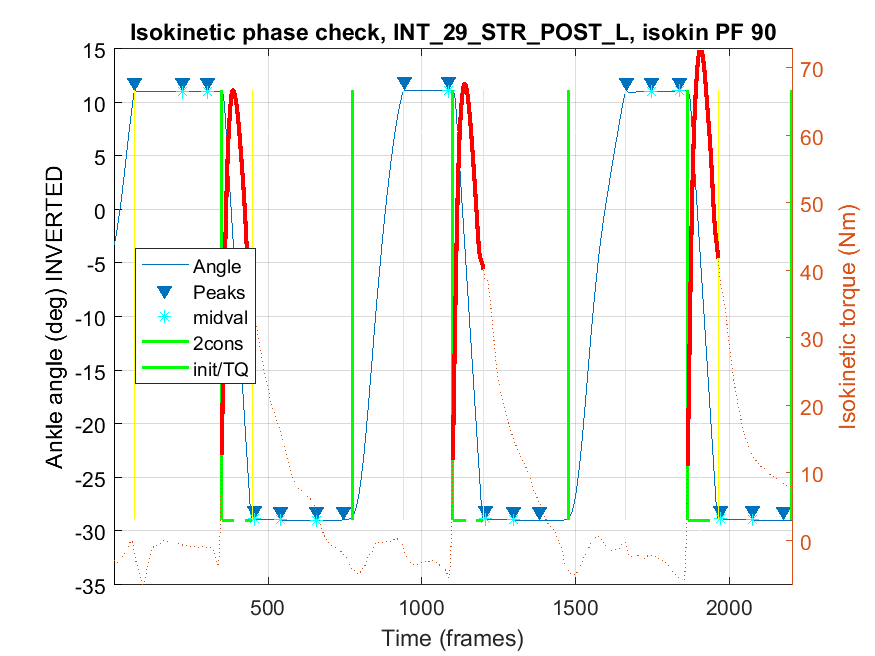 Isokinetic phase check, INT_29_STR_POST_L, isokin PF 90
15
10
5
0
-5
-10
-15
-20
-25
-30
-35
Ankle angle (deg) INVERTED
Angle
Peaks
midval
2cons
init/TQ
70
60
50
40
30
20
10
0
Isokinetic torque (Nm)
500
1000
1500
2000
Time (frames)